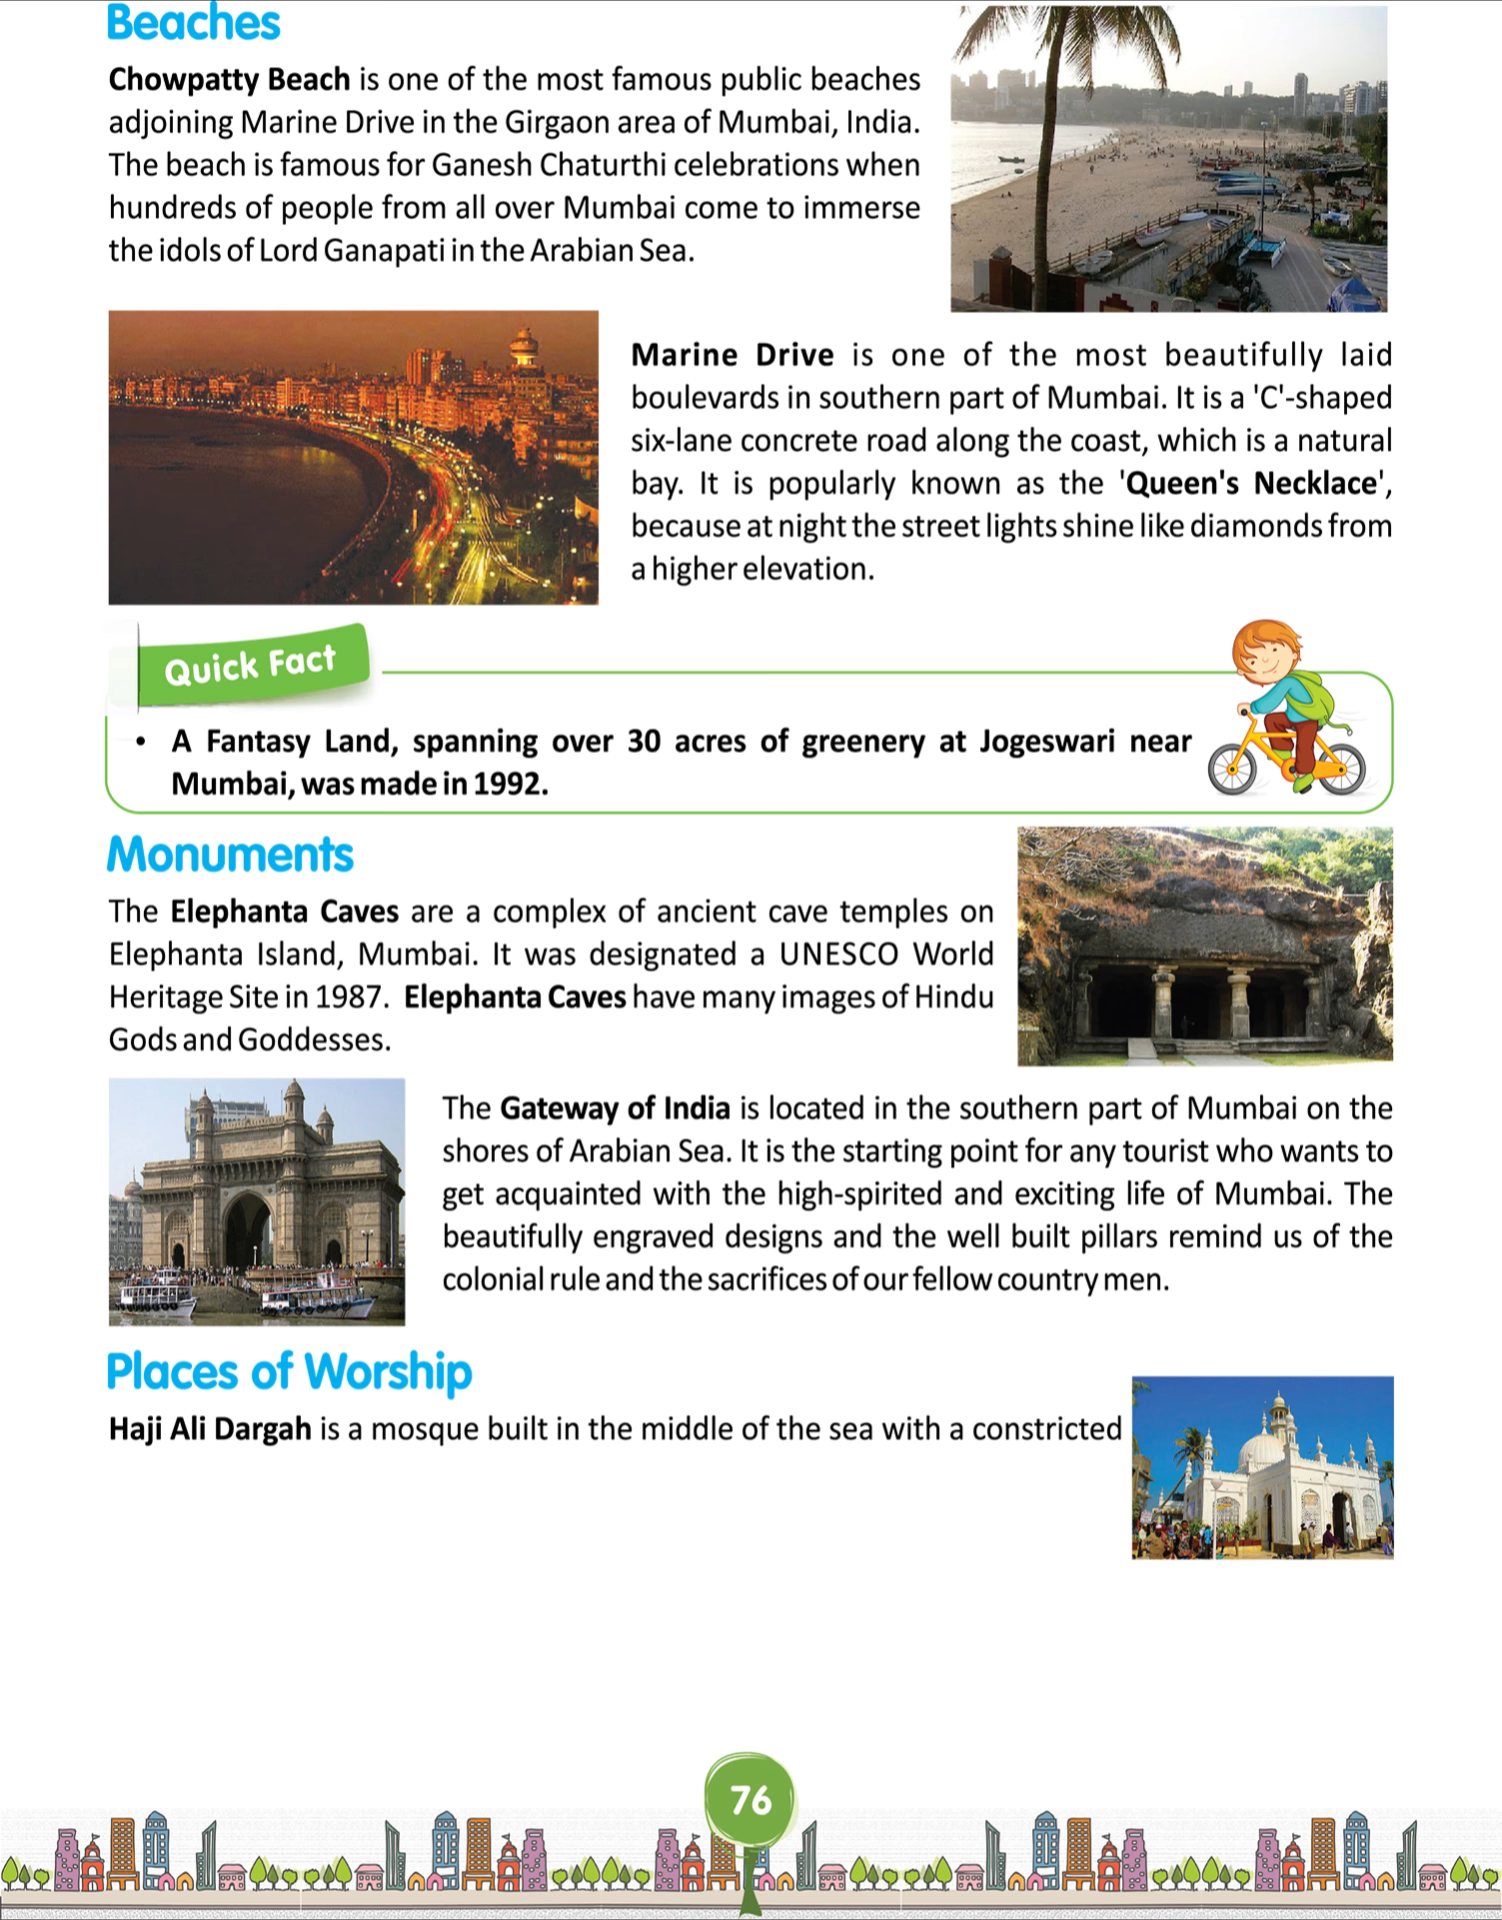 Beaches
Chowpatty Beach is one of the most famous public beaches
adjoining Marine Drive in the Girgaon area of Mumbai, India.
The beach is famous for Ganesh Chaturthi celebrations when
hundreds of people from all over Mumbai come to immerse
the idols of Lord Ganapati in the Arabian Sea.
Marine Drive is one of the most beautifully laid
boulevards in southern part of Mumbai. It is a 'C'-shaped
six-lane concrete road along the coast, which is a natural
bay. It is popularly known as the 'Queen's Necklace',
because at night the street lights shine like diamonds from
a higher elevation.
Quick Fact
• A Fantasy Land, spanning over 30 acres of greenery at Jogeswari near
Mumbai, was made in 1992.
Monuments
The Elephanta Caves are a complex of ancient cave temples on
Elephanta Island, Mumbai. It was designated a UNESCO World
Heritage Site in 1987. Elephanta Caves have many images of Hindu
Gods and Goddesses.
The Gateway of India is located in the southern part of Mumbai on the
shores of Arabian Sea. It is the starting point for any tourist who wants to
get acquainted with the high-spirited and exciting life of Mumbai. The
beautifully engraved designs and the well built pillars remind us of the
colonial rule and the sacrifices of our fellow country men.
Places of Worship
Haji Ali Dargah is a mosque built in the middle of the sea with a constricted
76